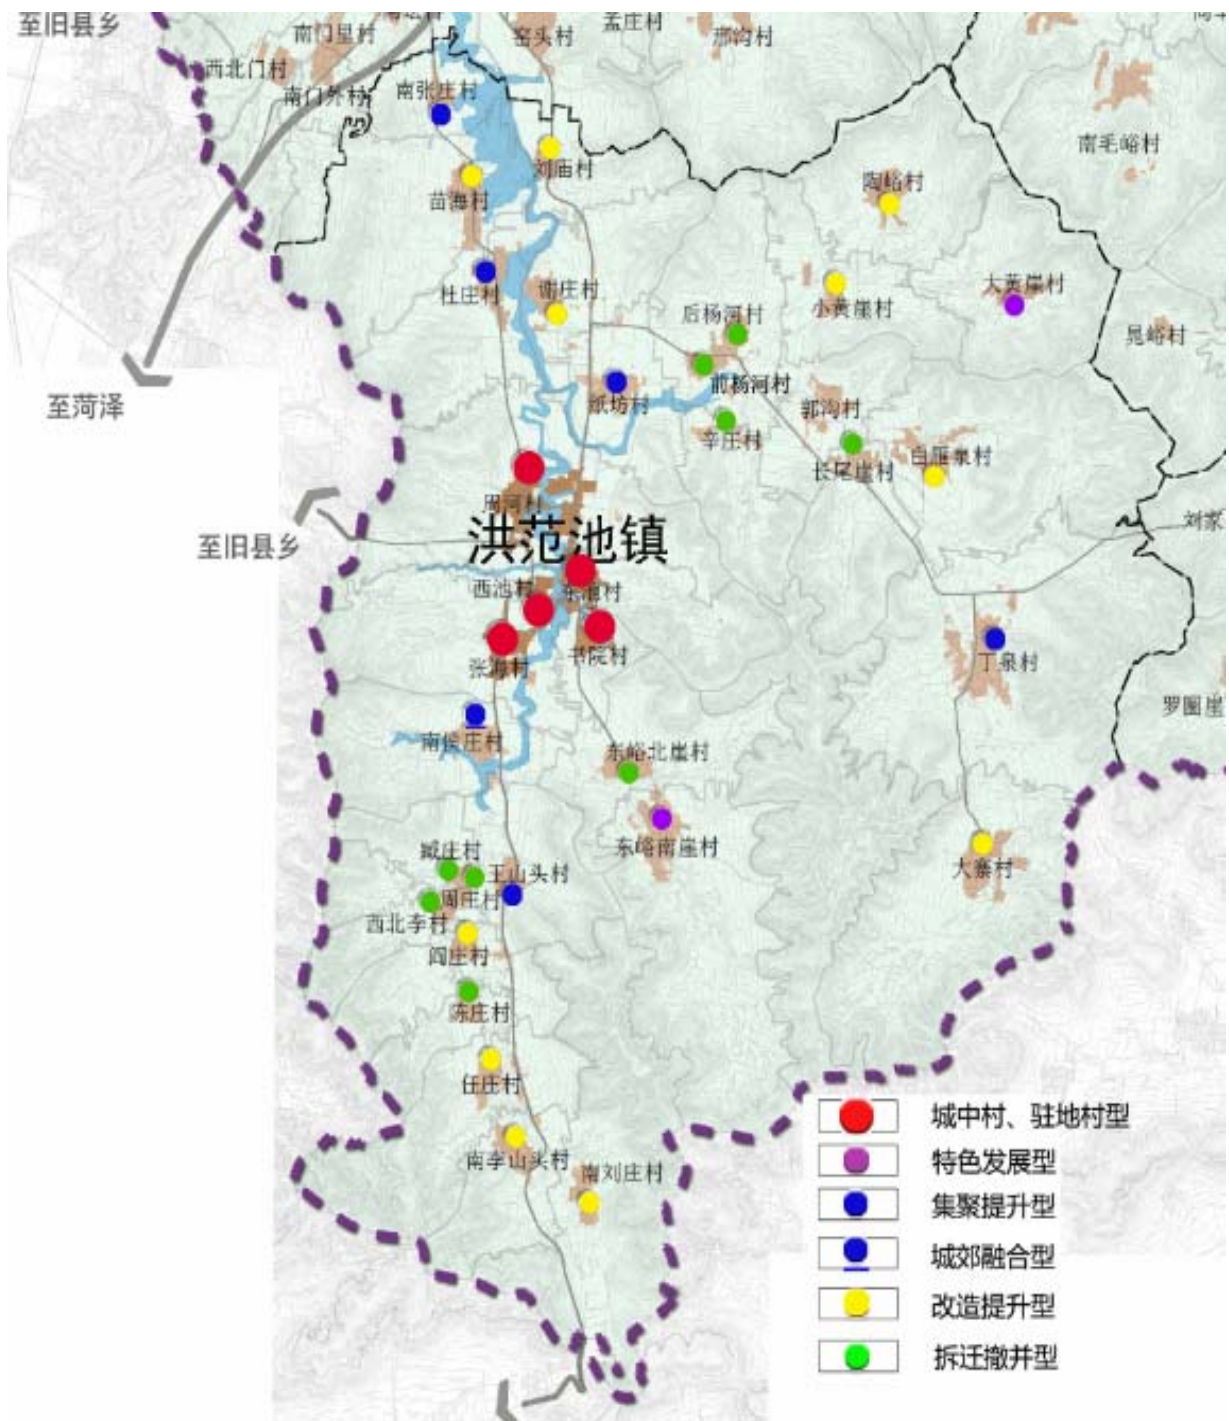 至旧县乡
南门里村
窑头村
孟庄村
邢沟村
西北门村
南门外村
南张庄村
南毛峪村
刘庙村
陶峪村
苗海村
杜庄村
谢庄村
大黄崖村
小黄崖村
后杨河村
晁峪村
前杨河村
至菏泽
纸坊村
郭沟村
辛庄村
长尾崖村
白雁泉村
周河村
洪范池镇
至旧县乡
刘家
西池村
东池村
书院村
张海村
丁泉村
罗圈崖
南侯庄村
东峪北崖村
东峪南崖村
臧庄村
王山头村
大寨村
周庄村
西北李村
阎庄村
陈庄村
任庄村
南李山头村
南刘庄村
城中村、驻地村型
特色发展型
集聚提升型
城郊融合型
改造提升型
拆迁撤并型